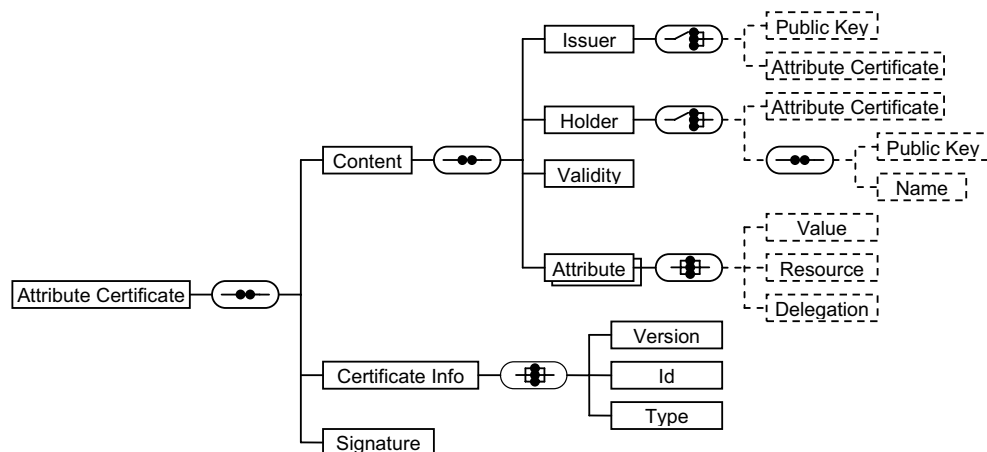 Issuer
Public Key
Attribute Certificate
Holder
Attribute Certificate
Content
Public Key
Validity
Name
Value
Attribute
Resource
Attribute Certificate
Delegation
Version
Certificate Info
Id
Type
Signature